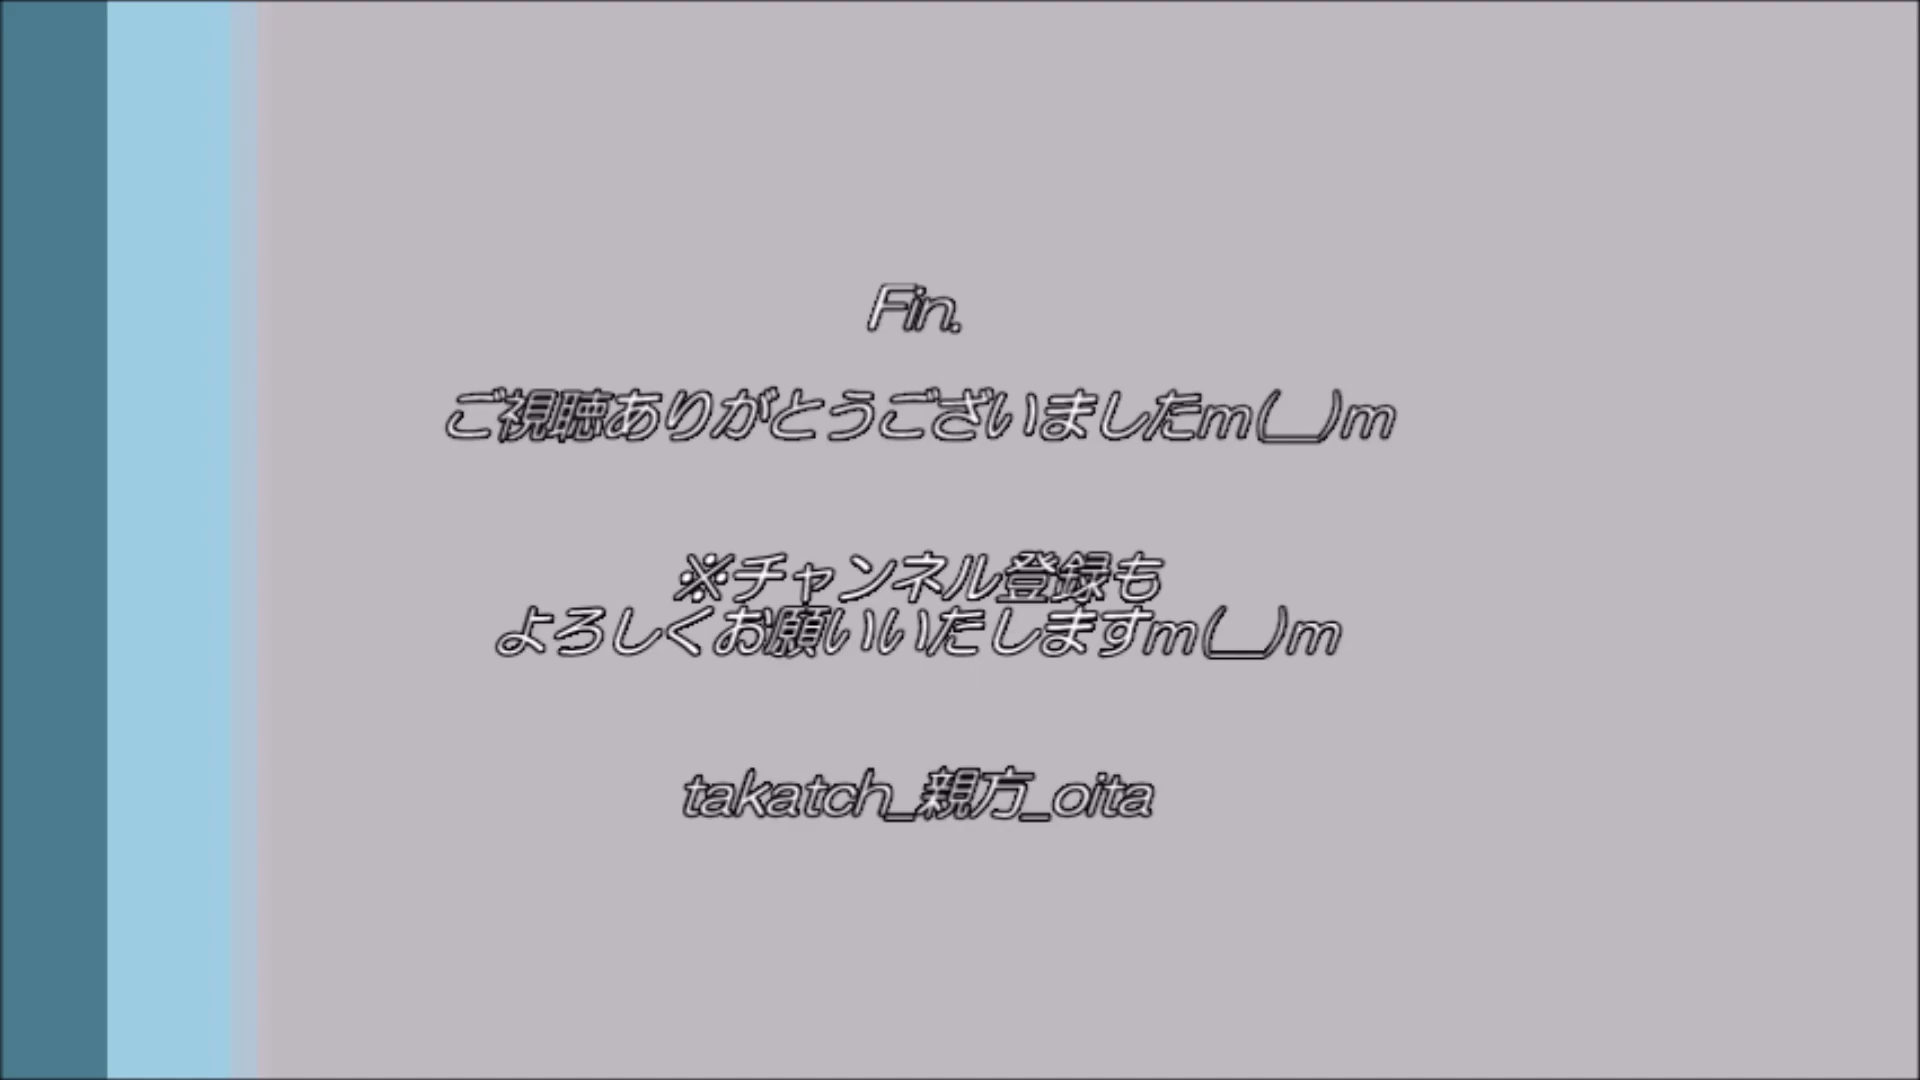 Fin.
ご視聴ありがとうございましたm(__)m
※チャンネル登録も
よろしくお願いいたしますm(__)m
takatch_親方_oita